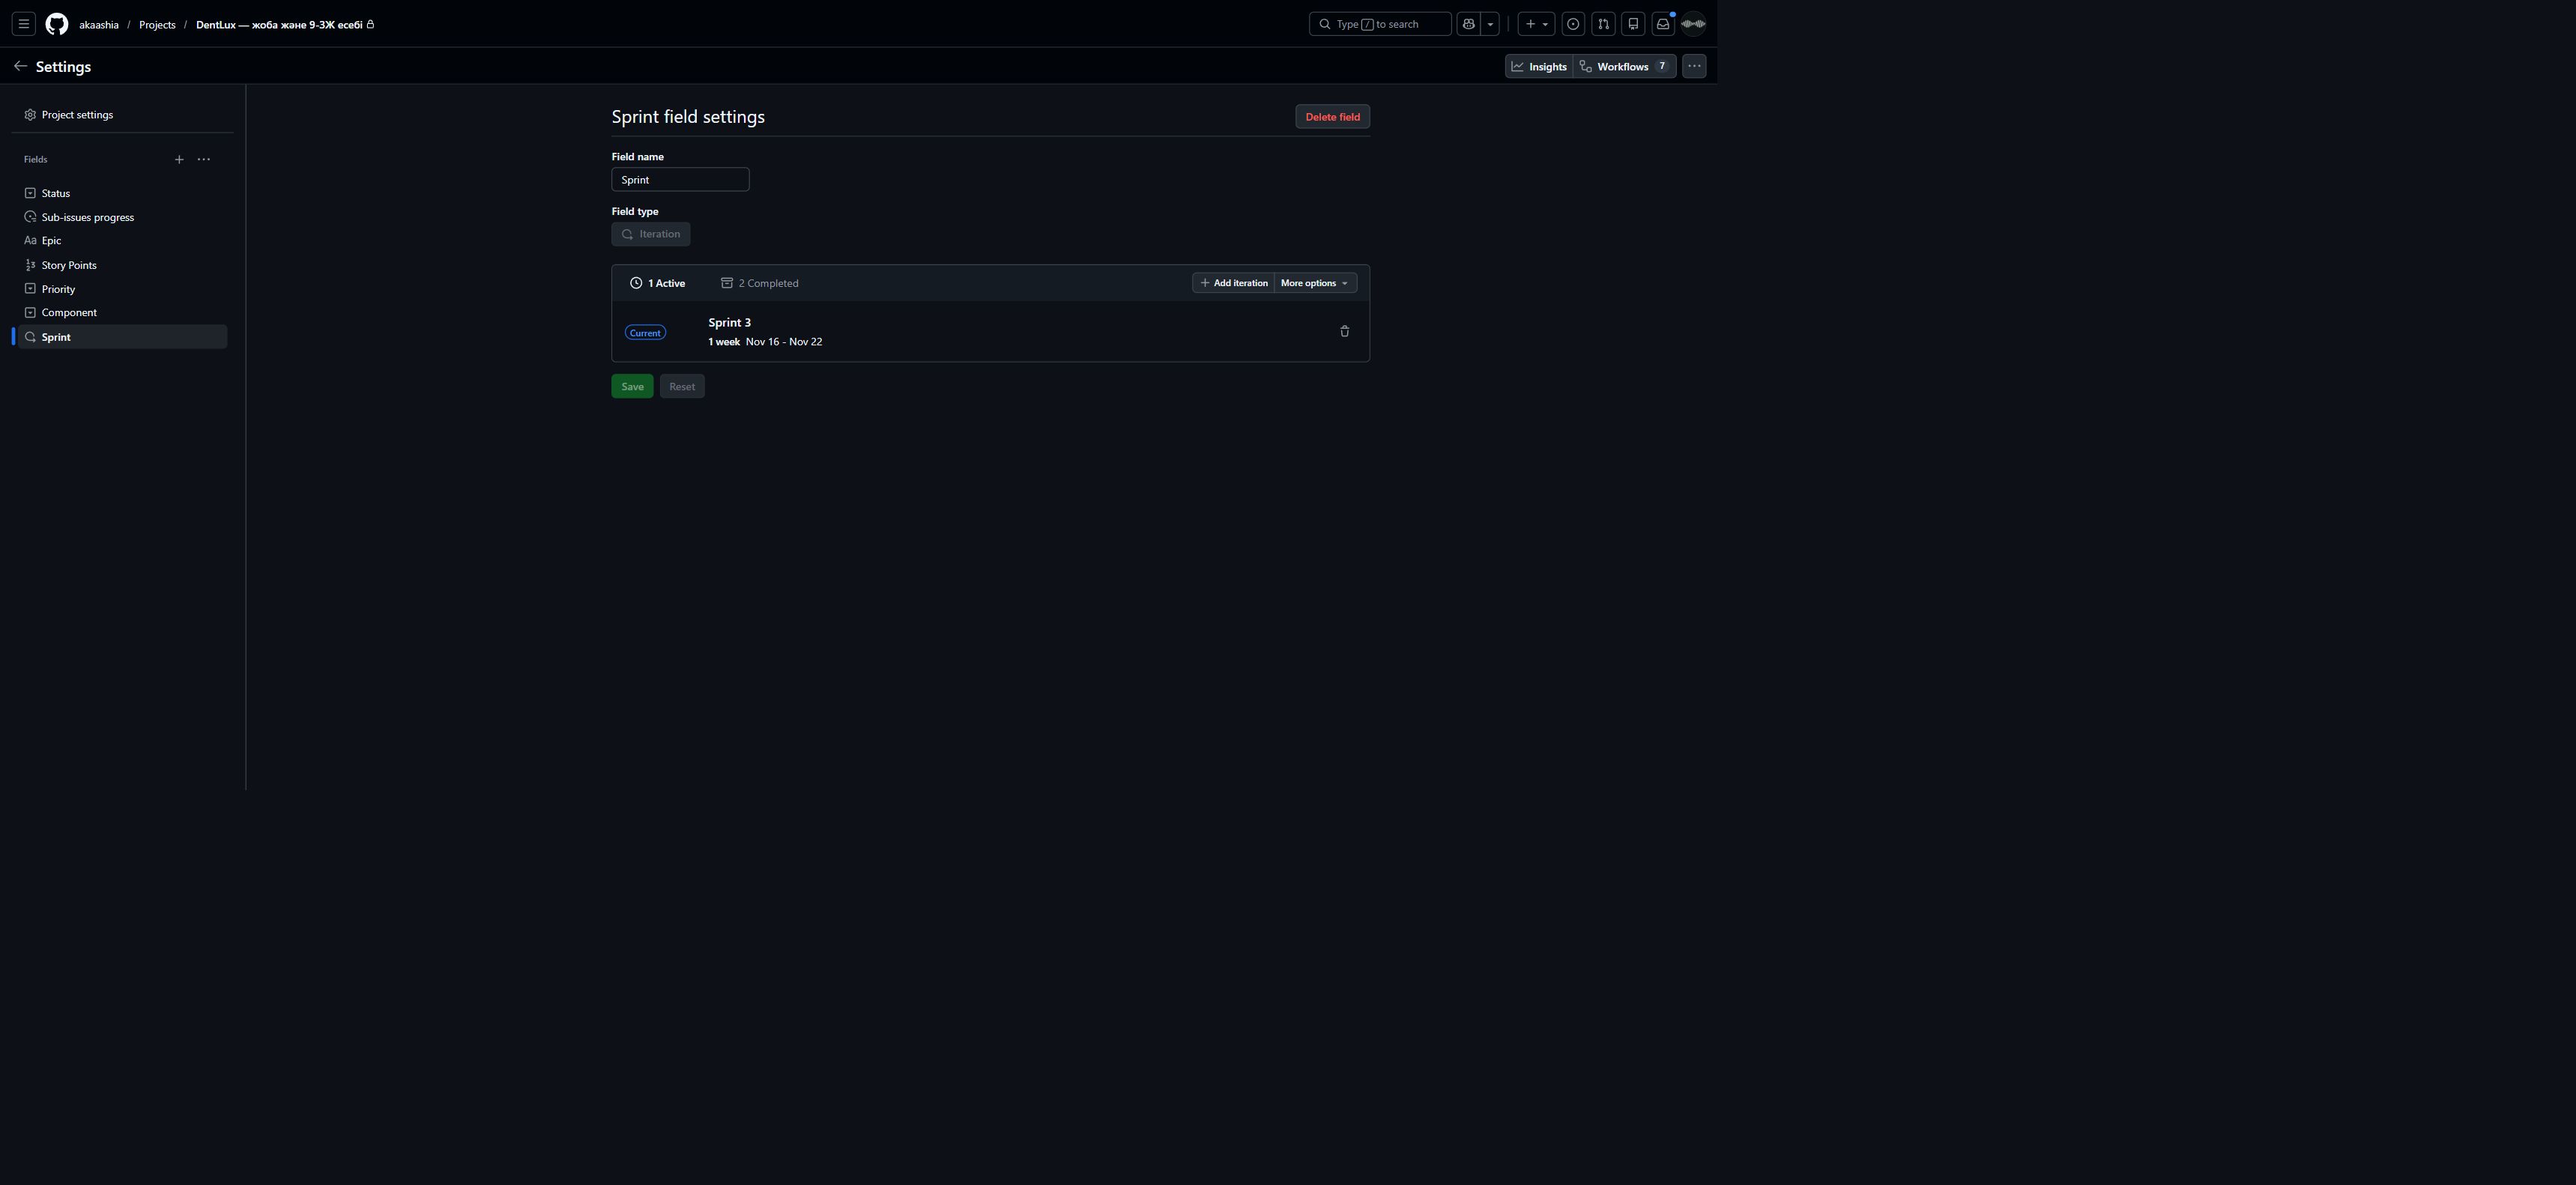 akaashia / Projects / DentLux — жоба және 9-ЗЖ есебі
Type / to search
Settings
Insights
Workflows 7
Project settings
Fields
Status
Sub-issues progress
Epic
Story Points
Priority
Component
Sprint
Sprint field settings
Delete field
Field name
Sprint
Field type
Iteration
1 Active
2 Completed
Add iteration
More options
Current
Sprint 3
1 week Nov 16 - Nov 22
Save
Reset